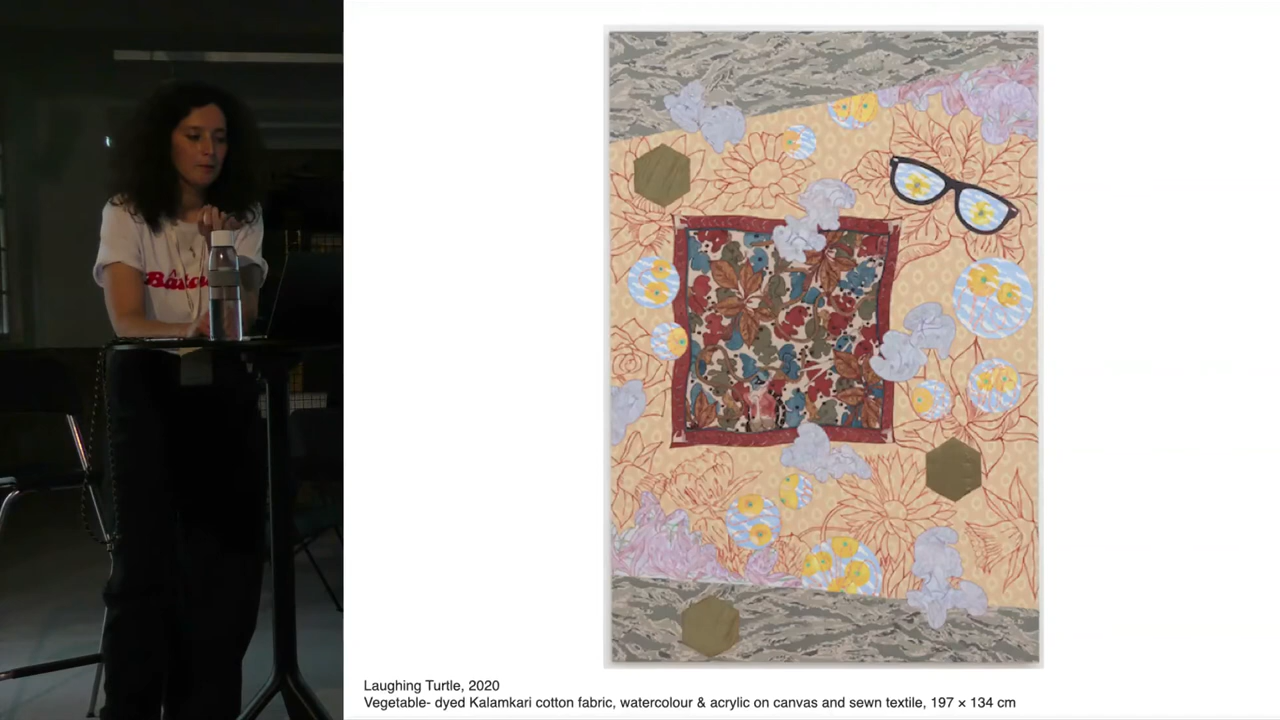 Laughing Turtle, 2020
Vegetable- dyed Kalamkari cotton fabric, watercolour & acrylic on canvas and sewn textile, 197 × 134 cm